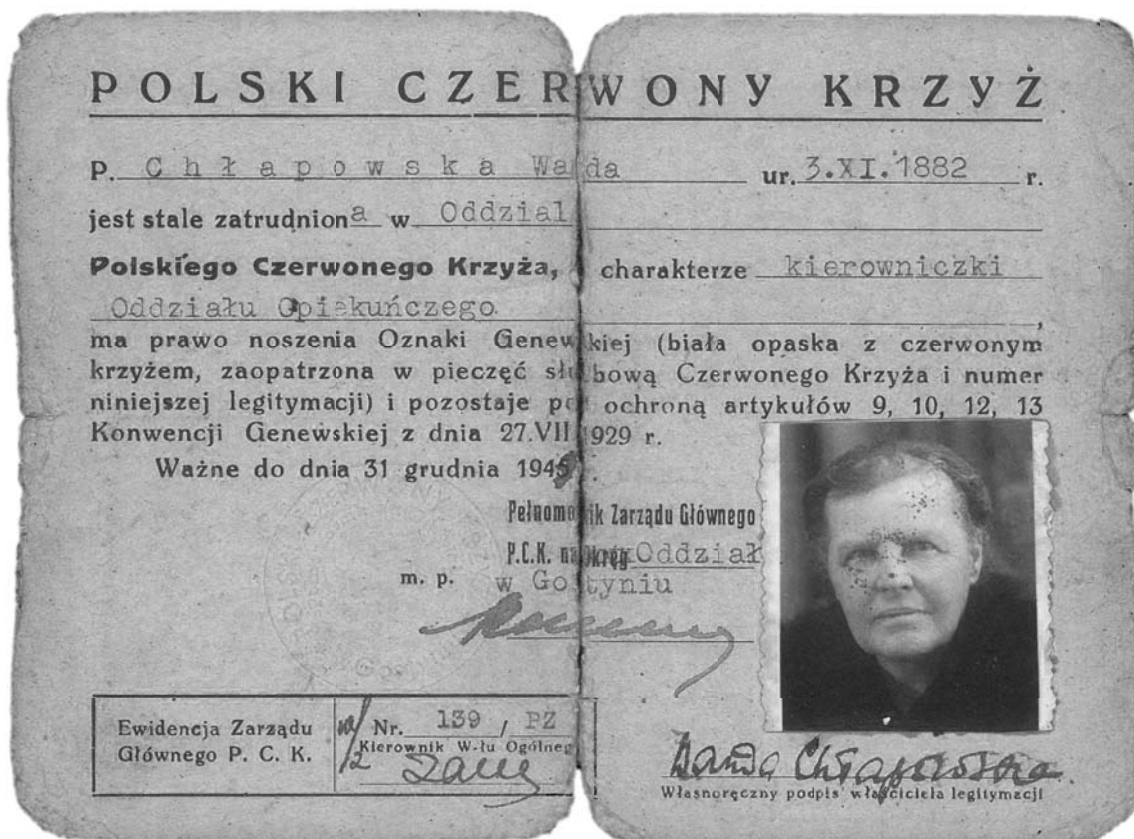 POLSKI CZERWONY KRZYŻ
P. Chłapowska Wanda ur. 3.XI.1882 r.
jest stale zatrudniona w Oddział
Polskiego Czerwonego Krzyża, charakterze kierowniczki
Oddziału Opiekuńczego,
ma prawo noszenia Oznaki Genewskiej (biała opaska z czerwonym
krzyżem, zaopatrzona w pieczęć służbową Czerwonego Krzyża i numer
niniejszej legitymacji) i pozostaje pod ochroną artykułów 9, 10, 12, 13
Konwencji Genewskiej z dnia 27.VII 1929 r.
Ważne do dnia 31 grudnia
Pełnomocnik Zarządu Głównego
P.C.K. na Okręg Oddział
m. p. w Gostyniu
Ewidencja Zarządu
Głównego P. C. K.
Nr. 139 / PZ
Kierownik W-łu Ogólneg
Wanda Chłapowska
Własnoręczny podpis właściciela legitymacji